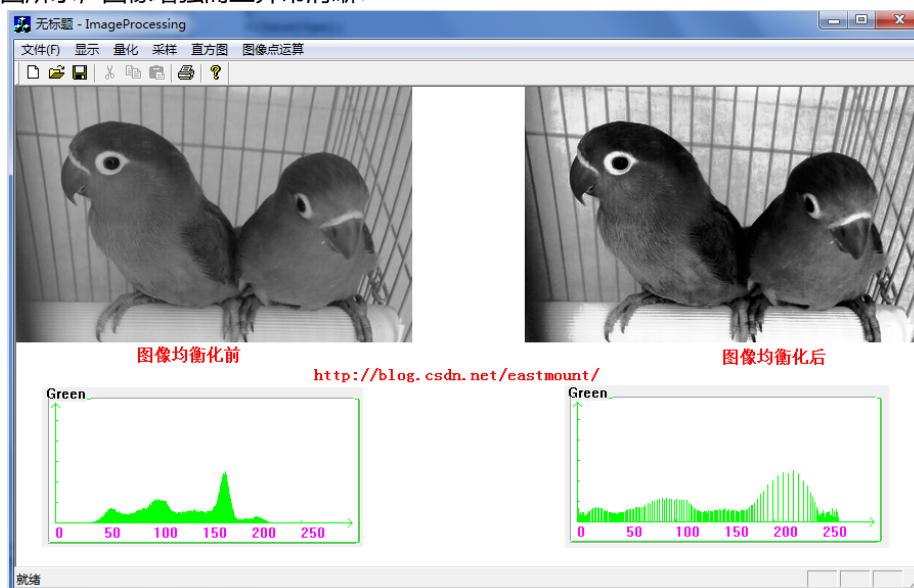 无标题 - ImageProcessing
文件(F) 显示 量化 采样 直方图 图像点运算
图像均衡化前
图像均衡化后
http://blog.csdn.net/eastmount/
Green
0 50 100 150 200 250
Green
0 50 100 150 200 250
就绪